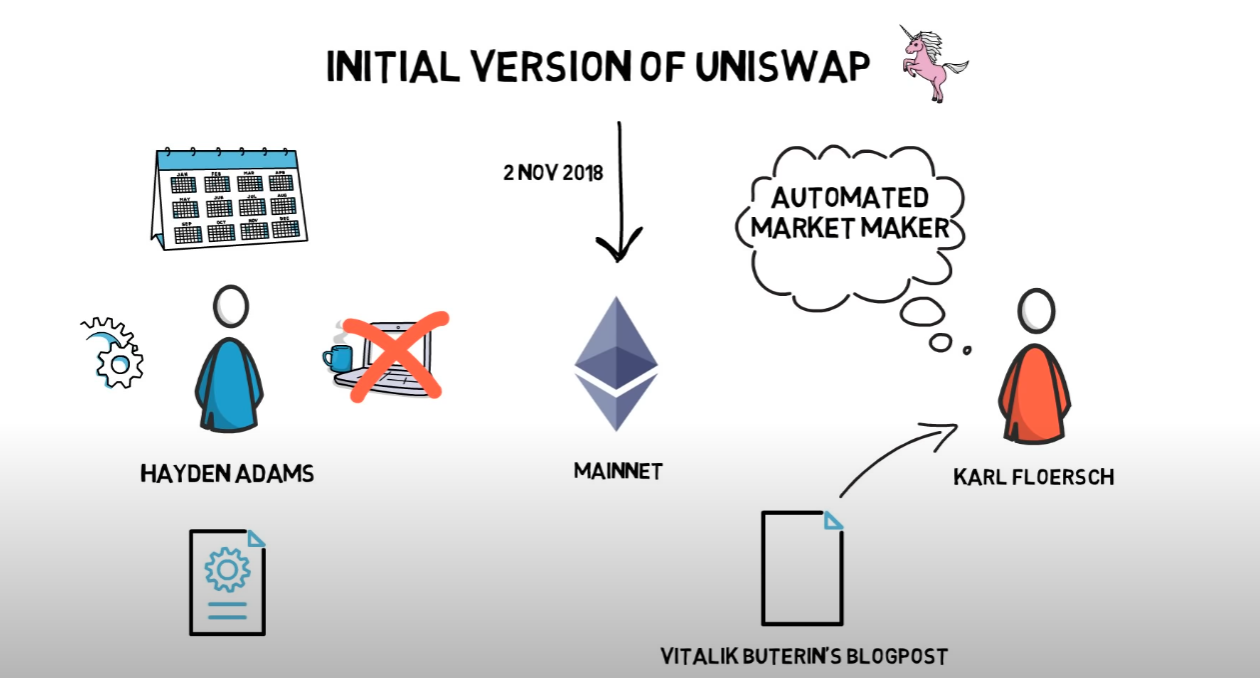 INITIAL VERSION OF UNISWAP
2 NOV 2018
AUTOMATED
MARKET MAKER
JAN FEB MAR APR
MAY JUN JUL AUG
SEP OCT NOV DEC
HAYDEN ADAMS
MAINNET
KARL FLOERSCH
VITALIK BUTERIN'S BLOGPOST